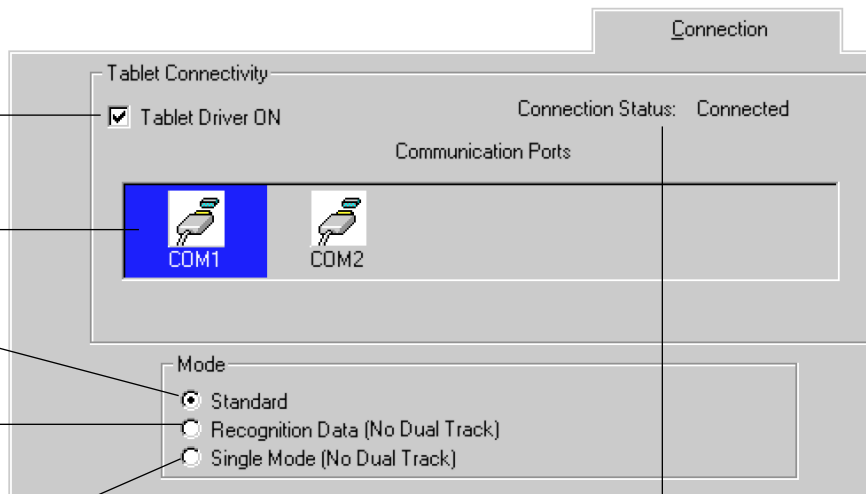 Connection
Tablet Connectivity
Tablet Driver ON
Connection Status: Connected
Communication Ports
COM1 COM2
Mode
Standard
Recognition Data (No Dual Track)
Single Mode (No Dual Track)